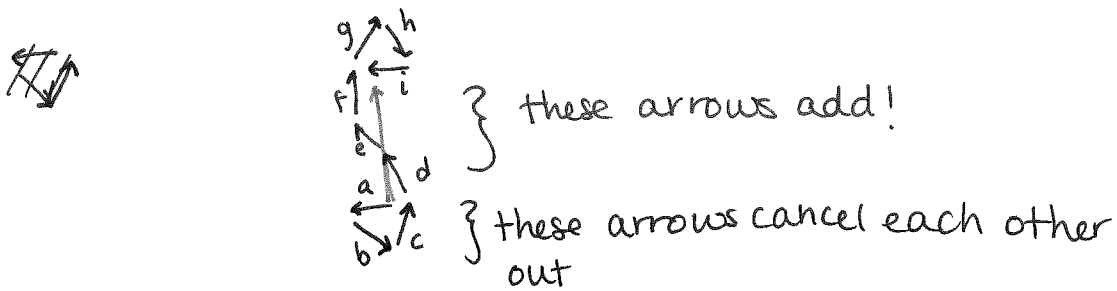 g h
f i
} these arrows add!
e
a d
} these arrows cancel each other
b c
out